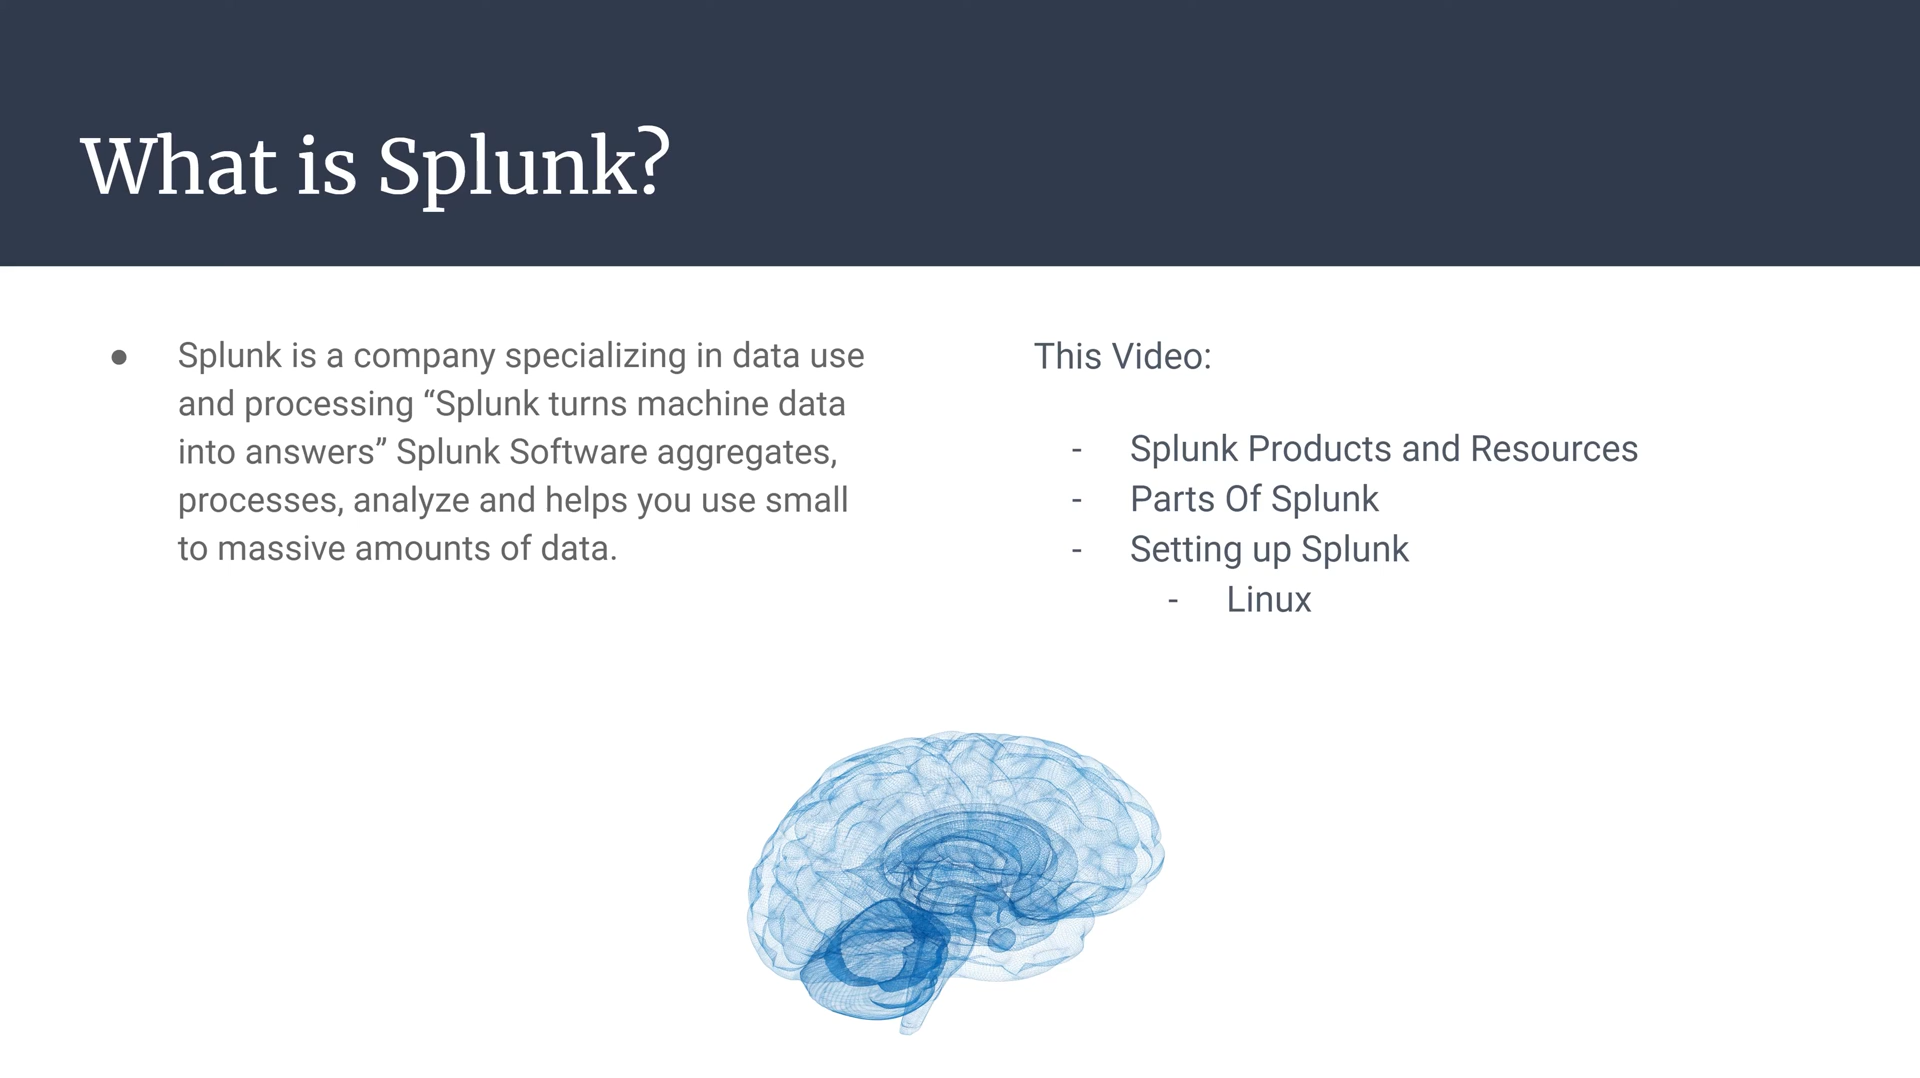 What is Splunk?
● Splunk is a company specializing in data use
and processing “Splunk turns machine data
into answers” Splunk Software aggregates,
processes, analyze and helps you use small
to massive amounts of data.
This Video:
- Splunk Products and Resources
- Parts Of Splunk
- Setting up Splunk
- Linux